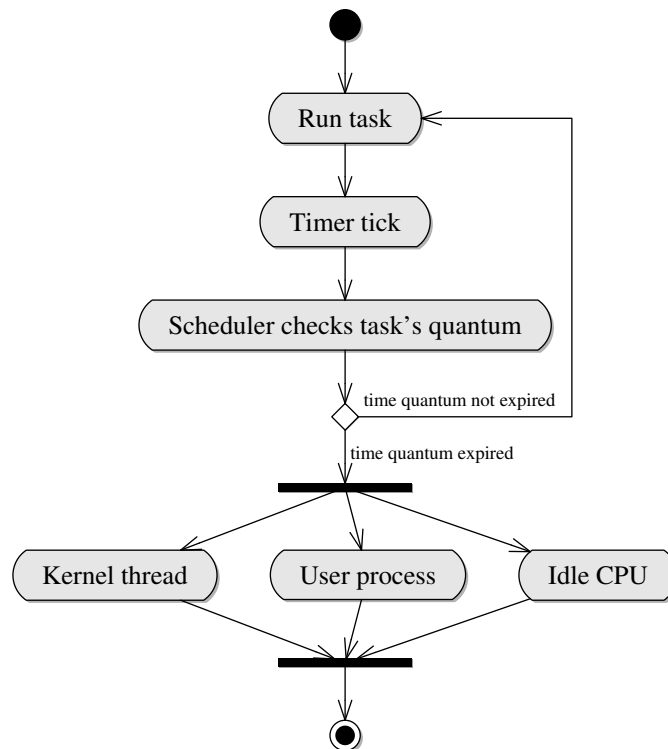 Run task
Timer tick
Scheduler checks task’s quantum
time quantum not expired
time quantum expired
Kernel thread
User process
Idle CPU